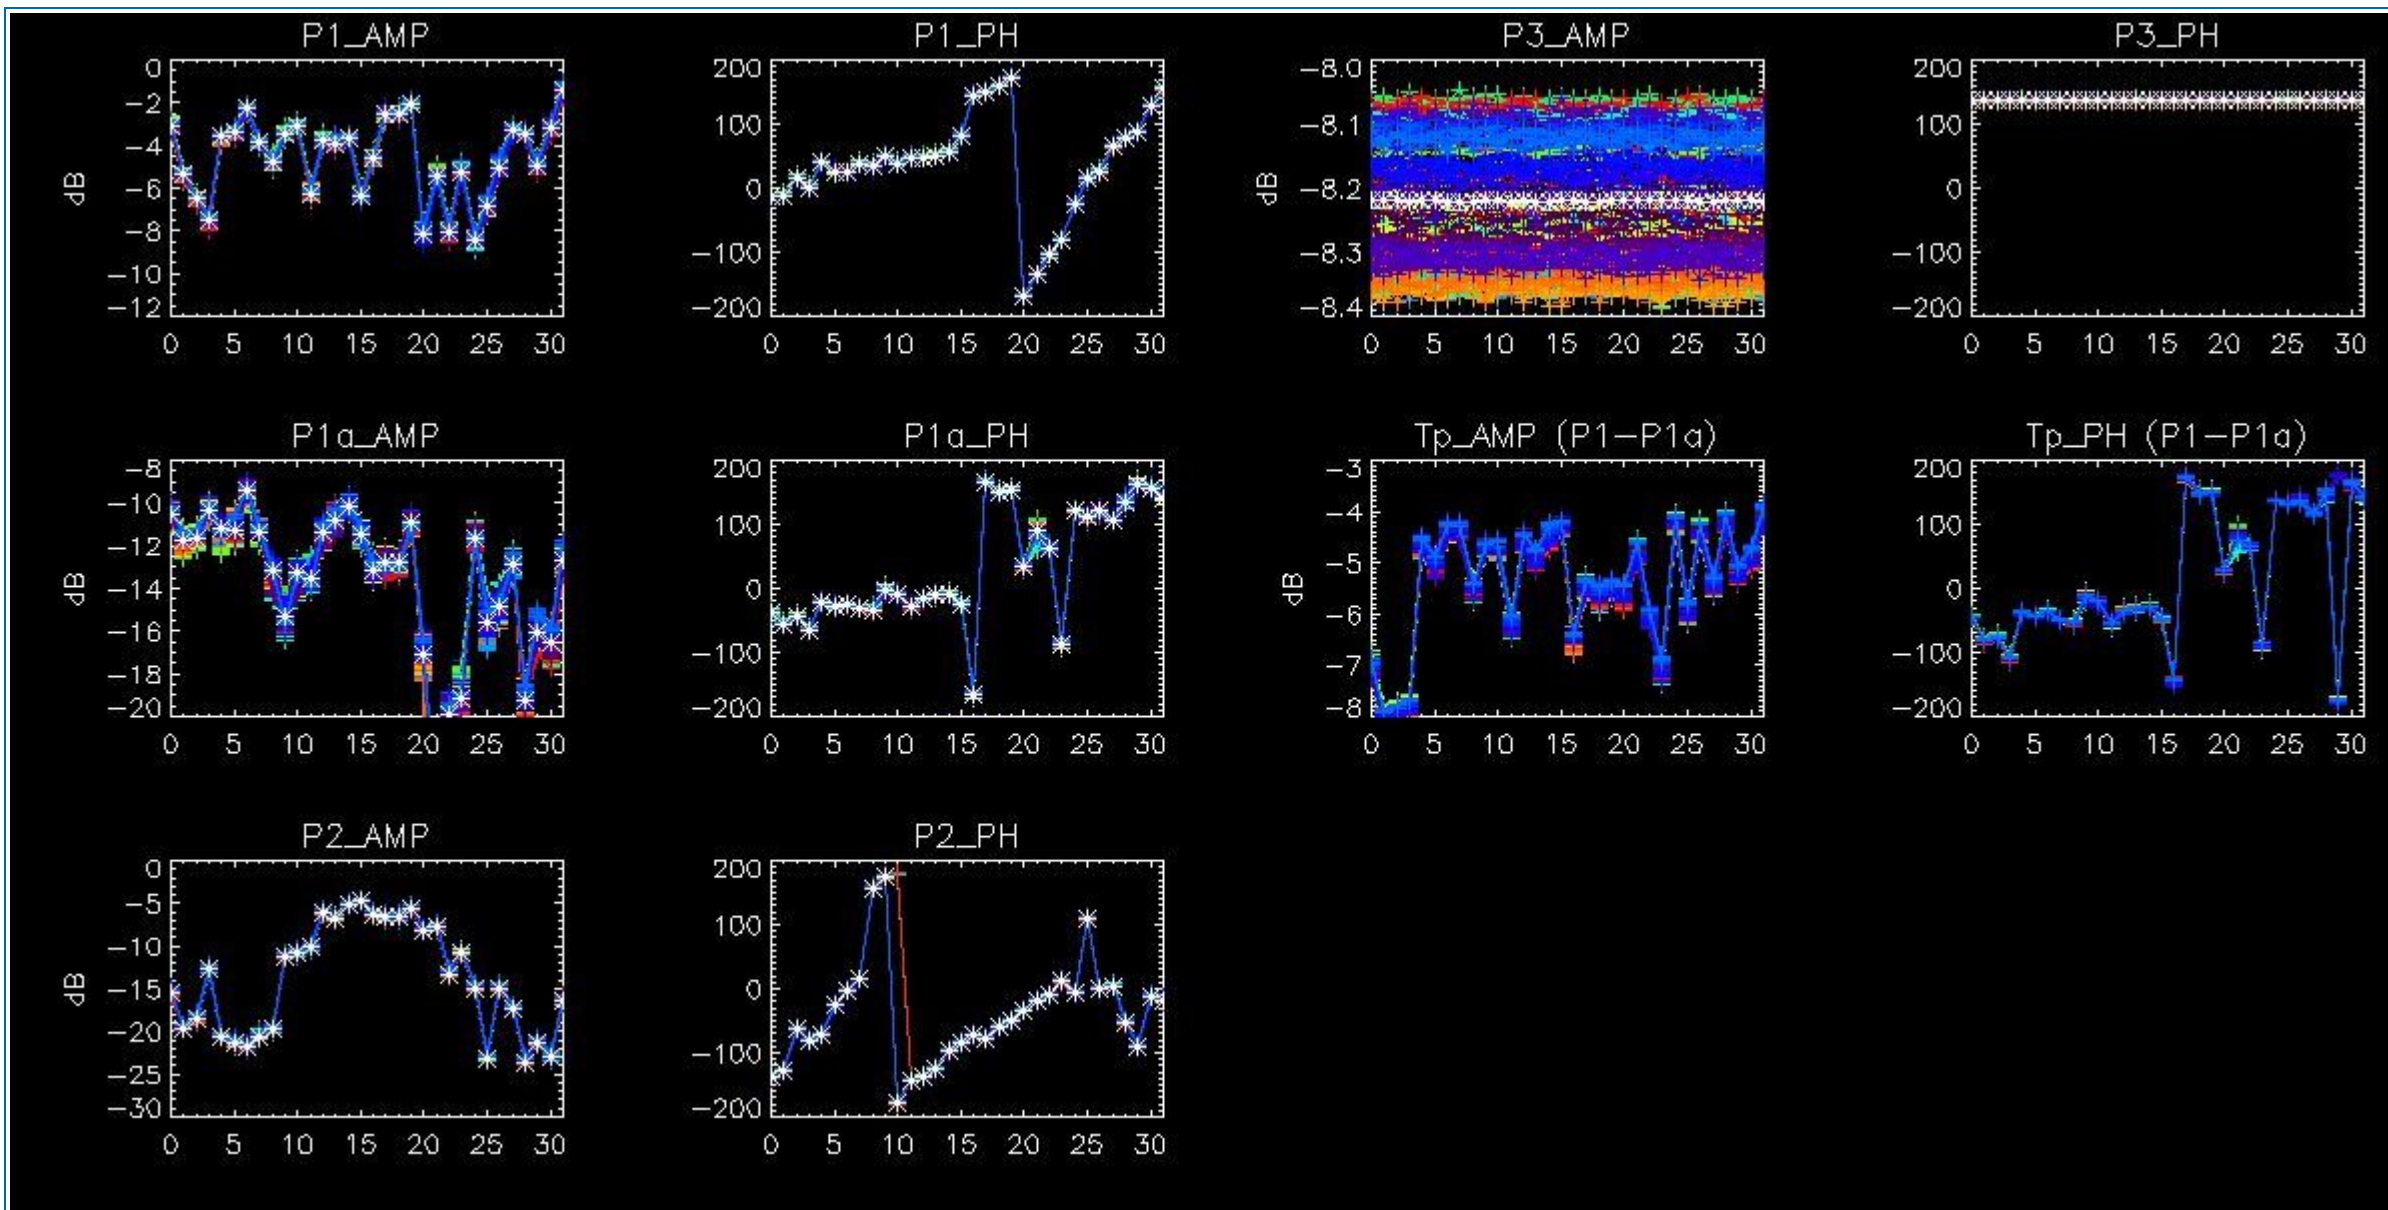 P1_AMP
0
−2
−4
−6
−8
−10
−12
dB
0 5 10 15 20 25 30
P1_PH
200
100
0
−100
−200
0 5 10 15 20 25 30
P3_AMP
−8.0
−8.1
−8.2
−8.3
−8.4
dB
0 5 10 15 20 25 30
P3_PH
200
100
0
−100
−200
0 5 10 15 20 25 30
P1a_AMP
−8
−10
−12
−14
−16
−18
−20
dB
0 5 10 15 20 25 30
P1a_PH
200
100
0
−100
−200
0 5 10 15 20 25 30
Tp_AMP (P1−P1a)
−3
−4
−5
−6
−7
−8
dB
0 5 10 15 20 25 30
Tp_PH (P1−P1a)
200
100
0
−100
−200
0 5 10 15 20 25 30
P2_AMP
0
−5
−10
−15
−20
−25
−30
dB
0 5 10 15 20 25 30
P2_PH
200
100
0
−100
−200
0 5 10 15 20 25 30